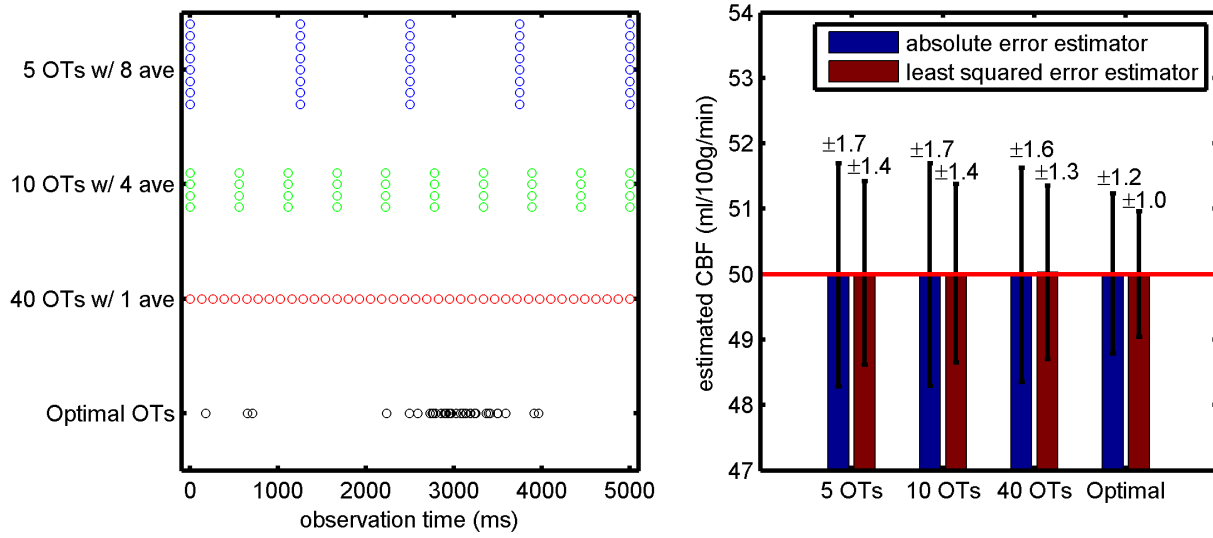 5 OTs w/ 8 ave
10 OTs w/ 4 ave
40 OTs w/ 1 ave
Optimal OTs
0 1000 2000 3000 4000 5000
observation time (ms)
estimated CBF (ml/100g/min)
54
53
52
51
50
49
48
47
absolute error estimator
least squared error estimator
±1.7
±1.4
±1.7
±1.4
±1.6
±1.3
±1.2
±1.0
5 OTs 10 OTs 40 OTs Optimal